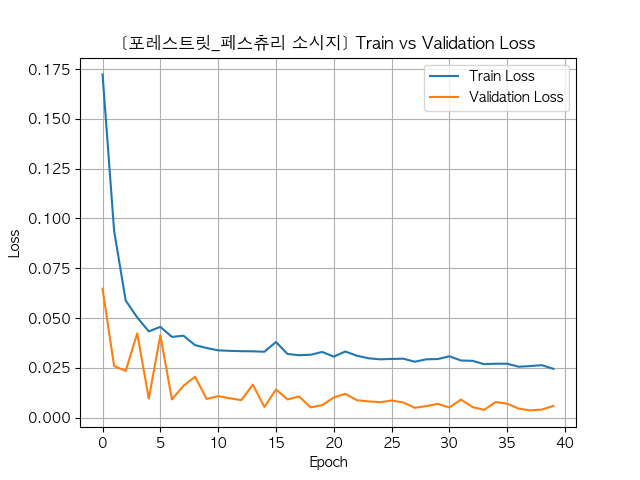 [포레스트릿_페스츄리 소시지] Train vs Validation Loss
Train Loss
Validation Loss
0.175
0.150
0.125
0.100
0.075
0.050
0.025
0.000
Loss
0 5 10 15 20 25 30 35 40
Epoch